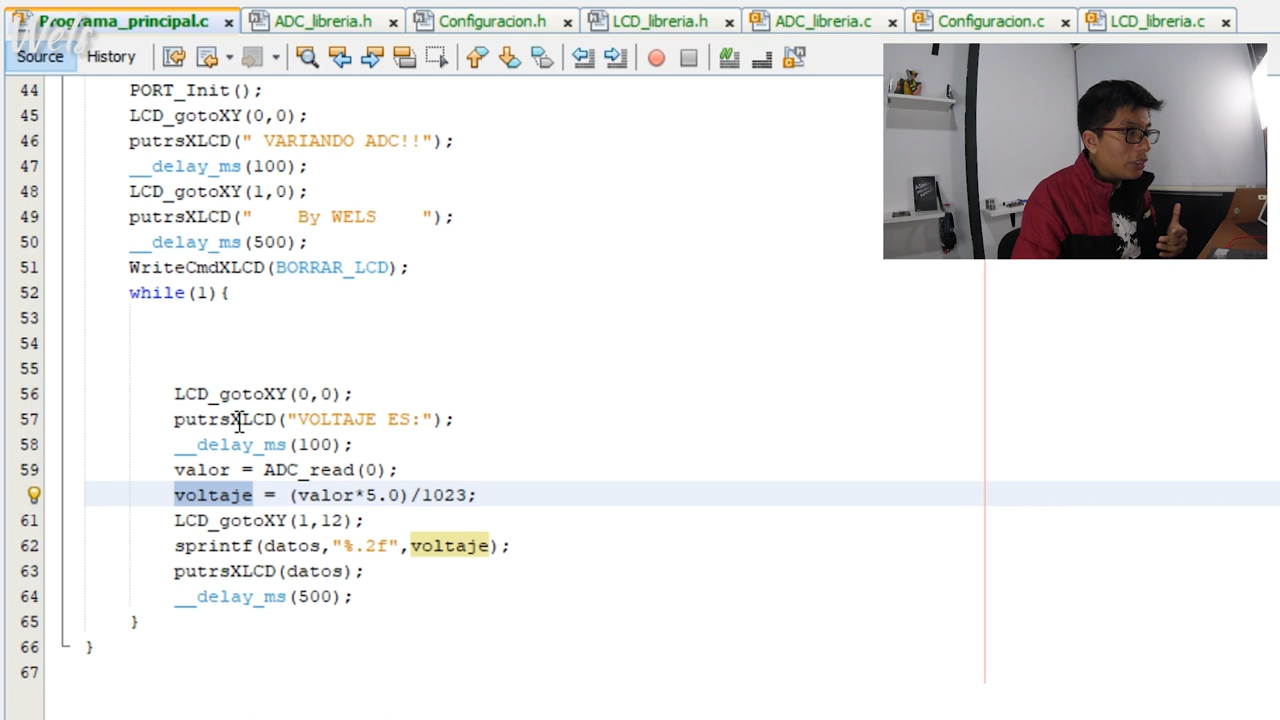 Programa_principal.c ADC_libreria.h Configuracion.h LCD_libreria.h ADC_libreria.c Configuracion.c LCD_libreria.c
Wels
Source History
44 PORT_Init();
45 LCD_gotoXY(0,0);
46 putrsXLCD(" VARIANDO ADC!!");
47 __delay_ms(100);
48 LCD_gotoXY(1,0);
49 putrsXLCD("    By WELS    ");
50 __delay_ms(500);
51 WriteCmdXLCD(BORRAR_LCD);
52 while(1){
53
54
55
56 LCD_gotoXY(0,0);
57 putrsXLCD("VOLTAJE ES:");
58 __delay_ms(100);
59 valor = ADC_read(0);
voltaje = (valor*5.0)/1023;
61 LCD_gotoXY(1,12);
62 sprintf(datos,"%.2f",voltaje);
63 putrsXLCD(datos);
64 __delay_ms(500);
65 }
66 }
67